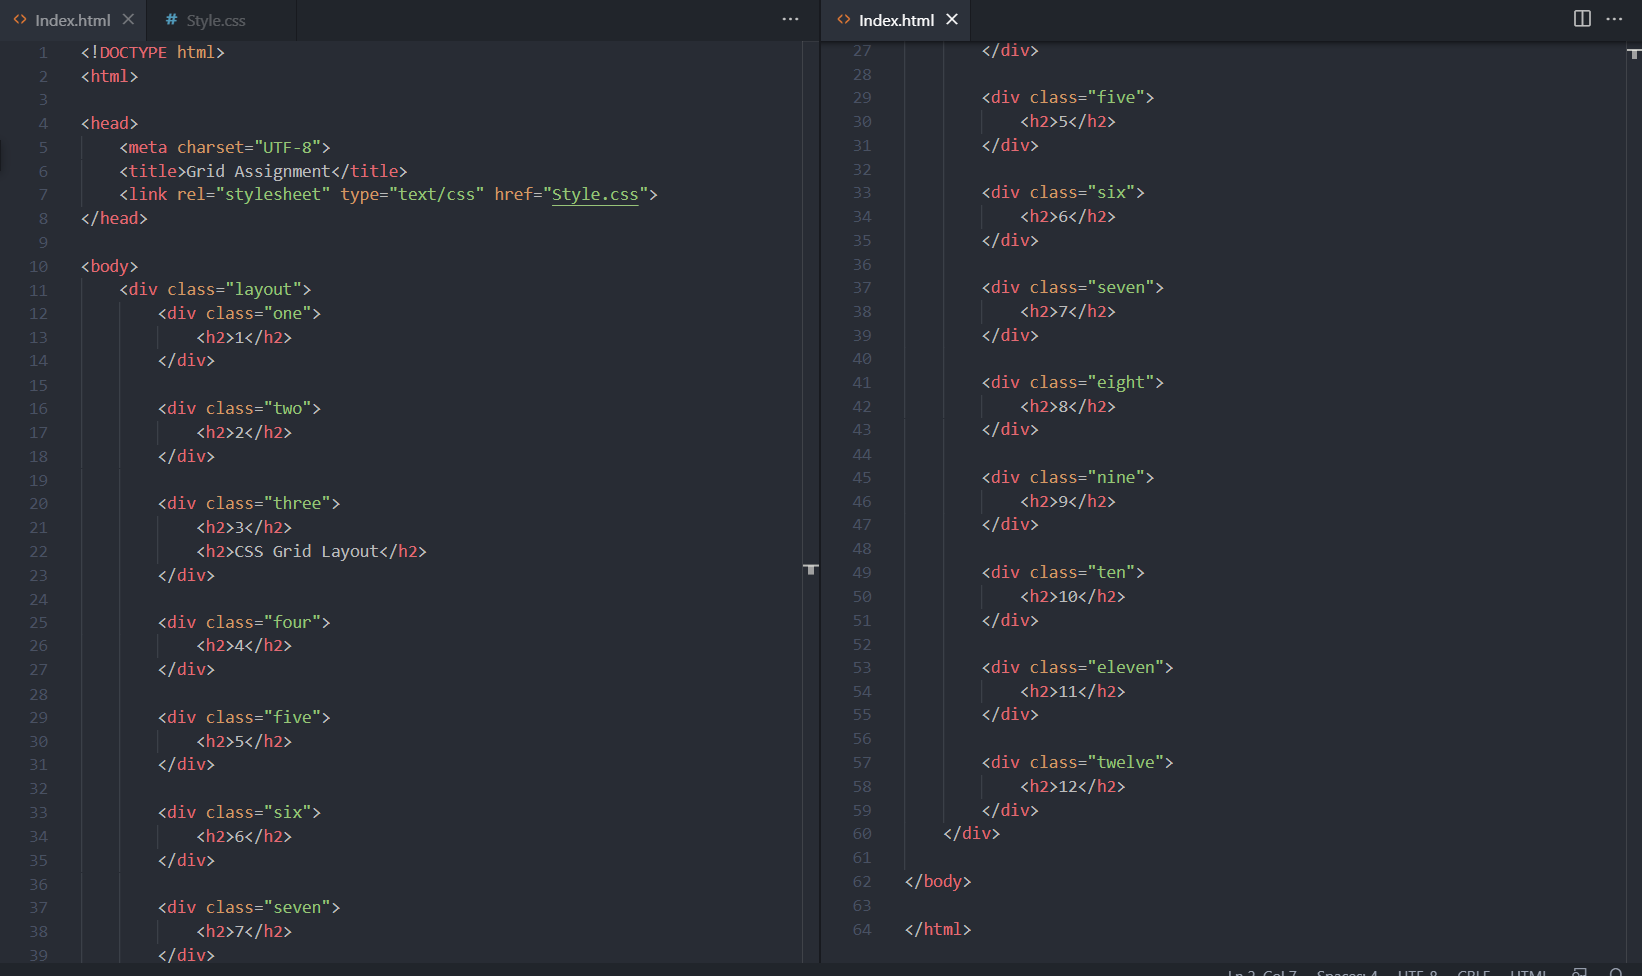 Index.html
Style.css
1 <!DOCTYPE html>
2 <html>
3
4 <head>
5 <meta charset="UTF-8">
6 <title>Grid Assignment</title>
7 <link rel="stylesheet" type="text/css" href="Style.css">
8 </head>
9
10 <body>
11 <div class="layout">
12 <div class="one">
13 <h2>1</h2>
14 </div>
15
16 <div class="two">
17 <h2>2</h2>
18 </div>
19
20 <div class="three">
21 <h2>3</h2>
22 <h2>CSS Grid Layout</h2>
23 </div>
24
25 <div class="four">
26 <h2>4</h2>
27 </div>
28
29 <div class="five">
30 <h2>5</h2>
31 </div>
32
33 <div class="six">
34 <h2>6</h2>
35 </div>
36
37 <div class="seven">
38 <h2>7</h2>
39 </div>
Index.html
27 </div>
28
29 <div class="five">
30 <h2>5</h2>
31 </div>
32
33 <div class="six">
34 <h2>6</h2>
35 </div>
36
37 <div class="seven">
38 <h2>7</h2>
39 </div>
40
41 <div class="eight">
42 <h2>8</h2>
43 </div>
44
45 <div class="nine">
46 <h2>9</h2>
47 </div>
48
49 <div class="ten">
50 <h2>10</h2>
51 </div>
52
53 <div class="eleven">
54 <h2>11</h2>
55 </div>
56
57 <div class="twelve">
58 <h2>12</h2>
59 </div>
60 </div>
61
62 </body>
63
64 </html>
Ln 2, Col 7 Spaces: 4 UTF-8 CRLF HTML